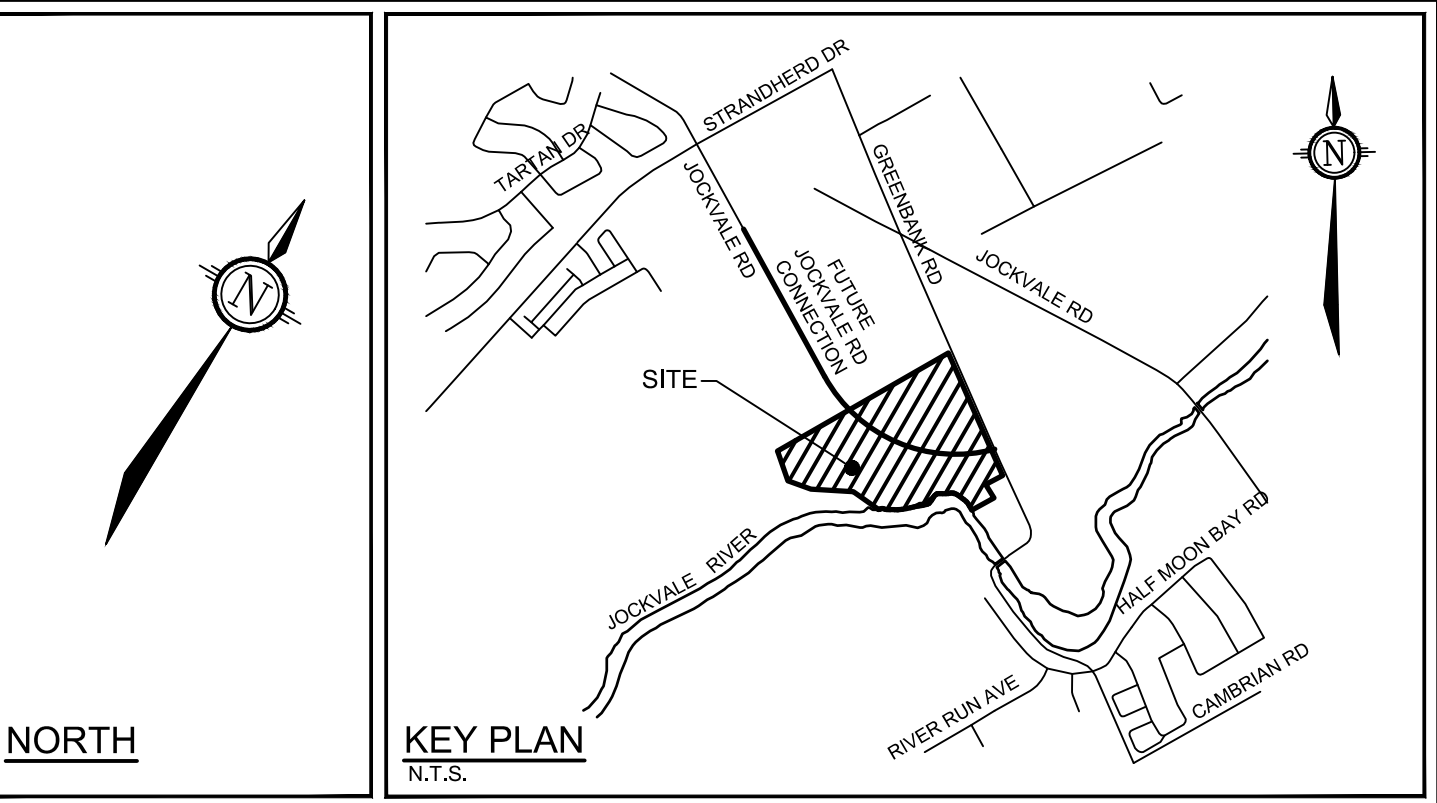 N
NORTH
STRANDHERD DR
TARTAN DR
JOCKVALE RD
GREENBANK RD
N
JOCKVALE RD
FUTURE
JOCKVALE RD
CONNECTION
SITE
JOCKVALE RIVER
HALF MOON BAY RD
CAMBRIAN RD
RIVER RUN AVE
KEY PLAN
N.T.S.